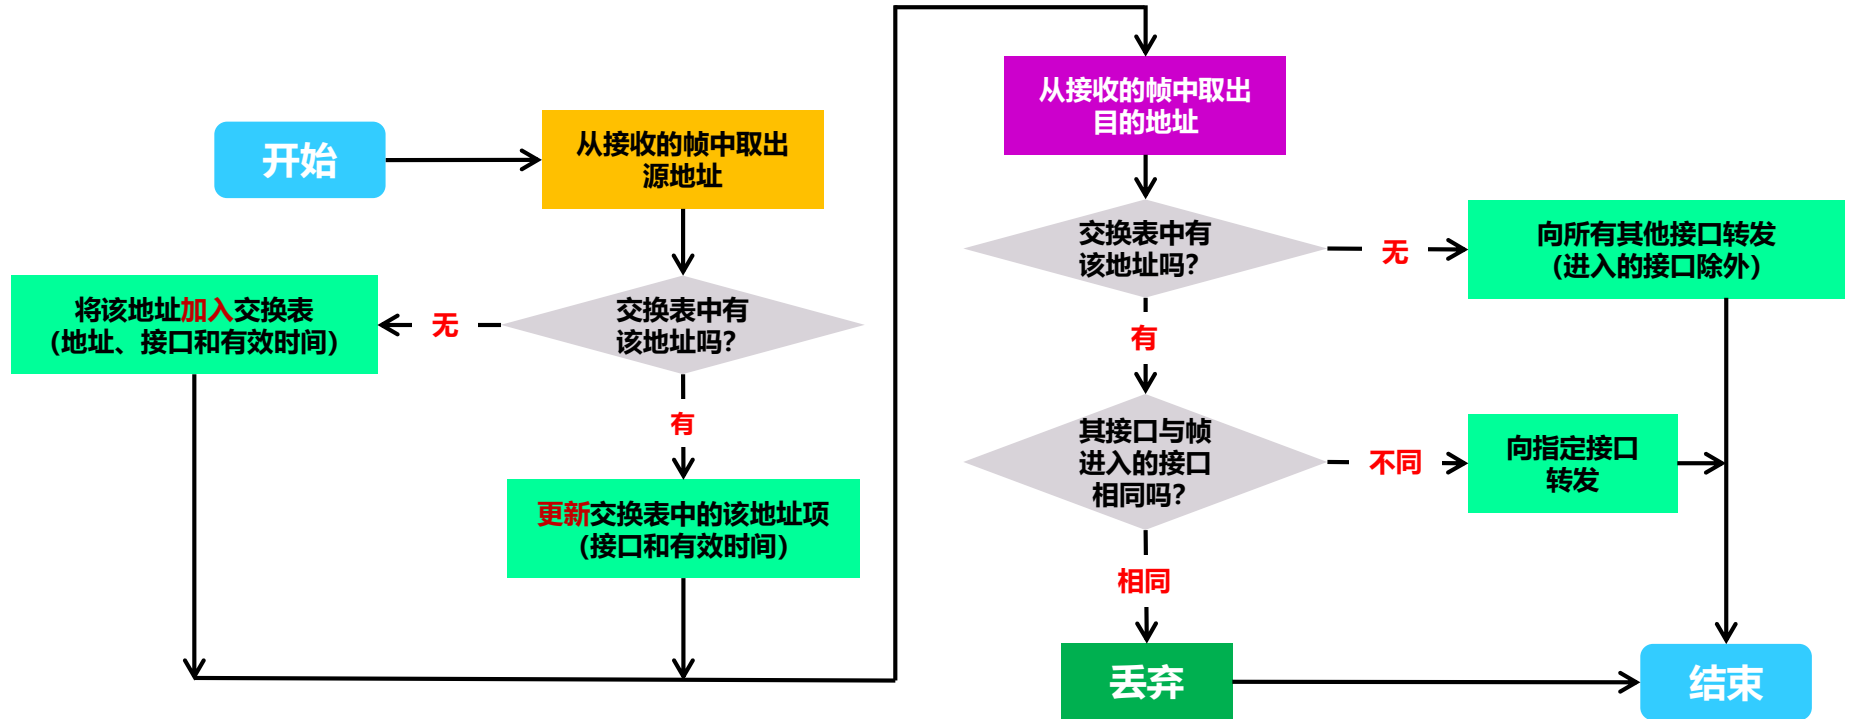 开始
从接收的帧中取出
源地址
交换表中有
该地址吗?
无
将该地址加入交换表
（地址、接口和有效时间）
有
更新交换表中的该地址项
（接口和有效时间）
从接收的帧中取出
目的地址
交换表中有
该地址吗?
无
向所有其他接口转发
（进入的接口除外）
有
其接口与帧
进入的接口
相同吗?
不同
向指定接口
转发
相同
丢弃
结束